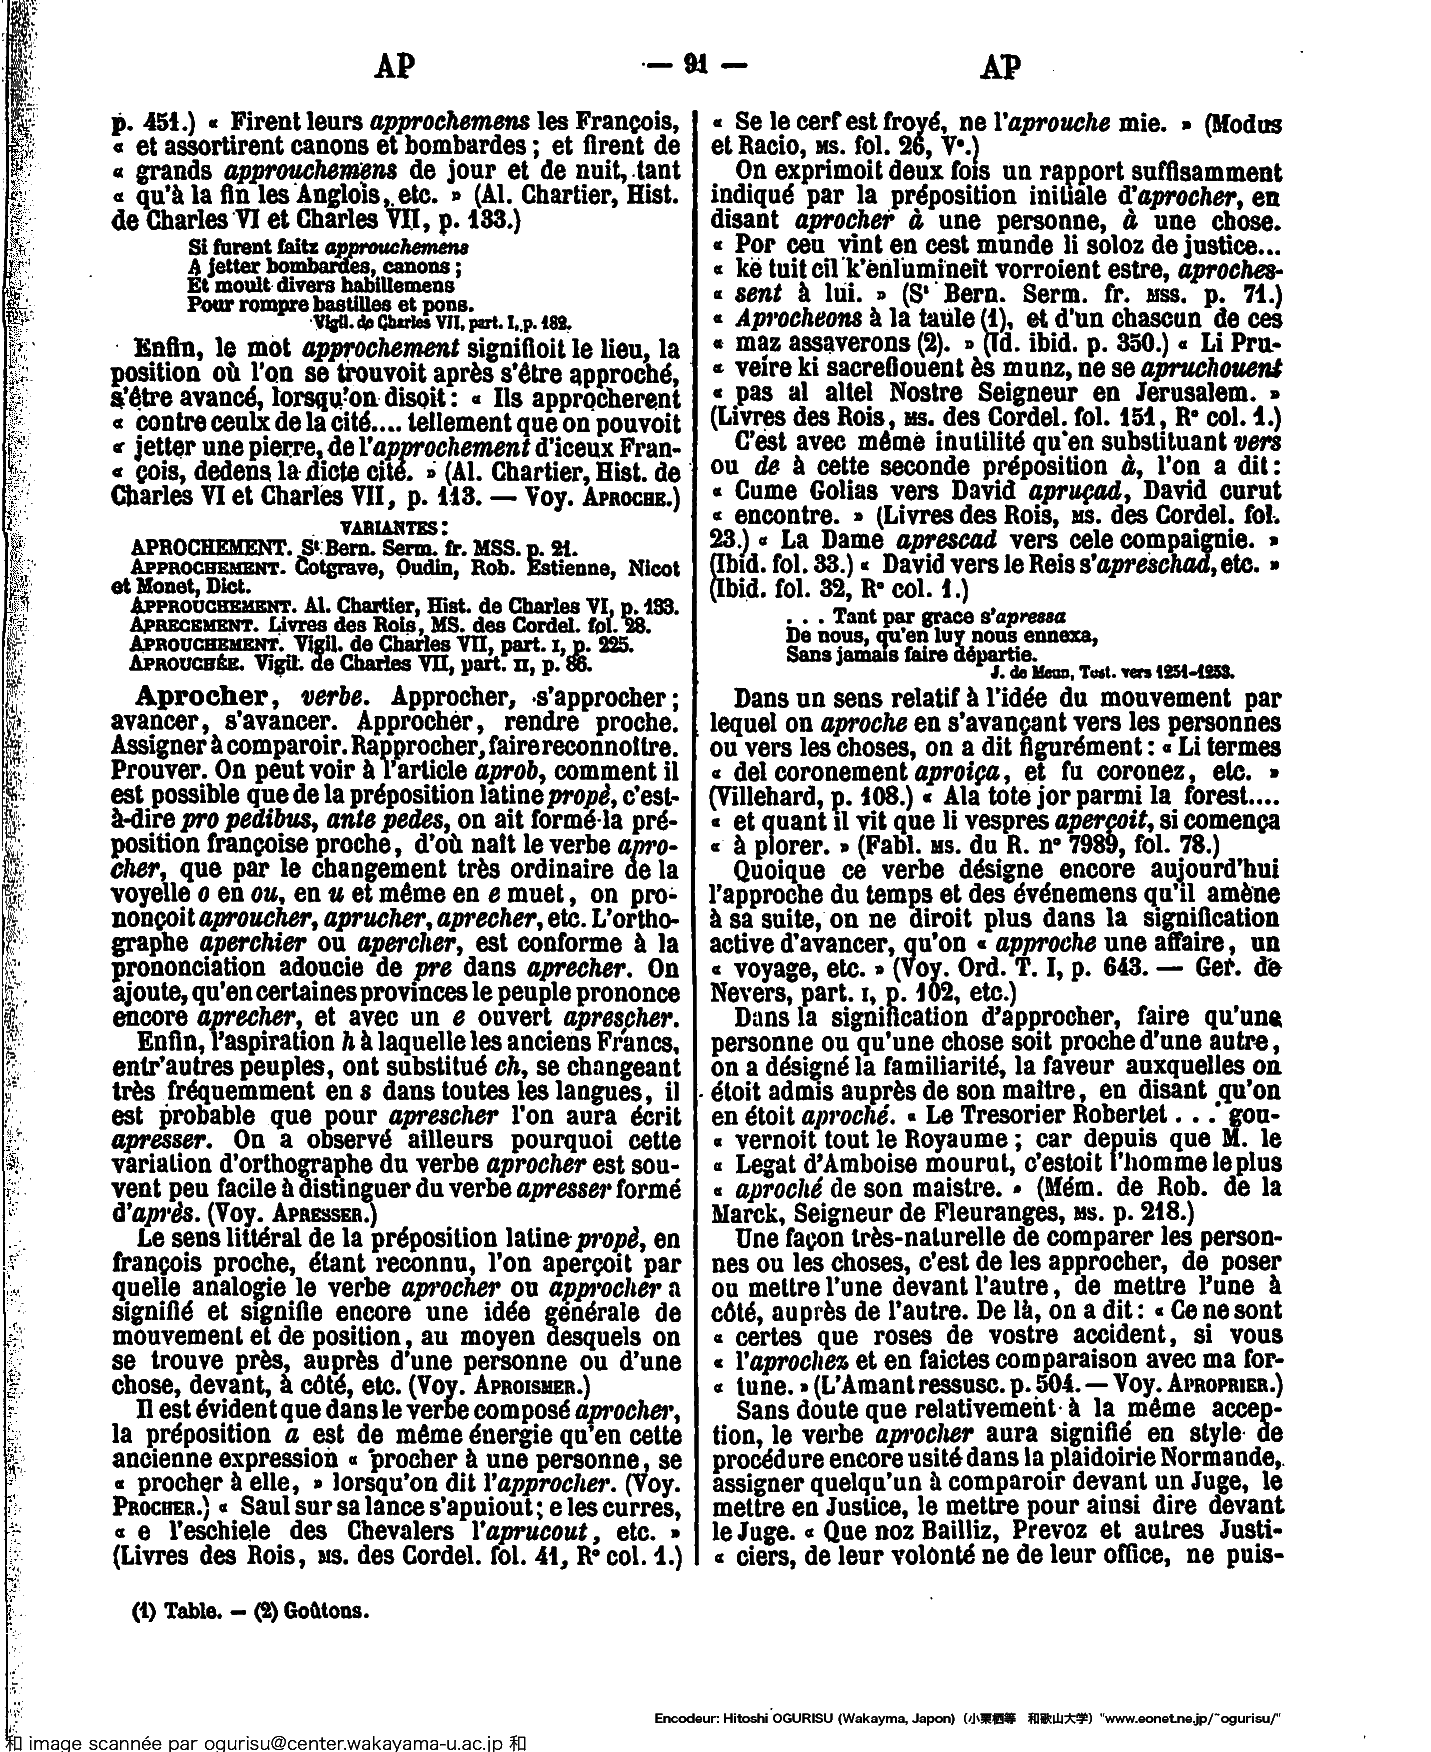 AP
— 91 —
AP
p. 451.) « Firent leurs approchemens les François,
« et assortirent canons et bombardes ; et firent de
« grands approuchemens de jour et de nuit, tant
« qu'à la fin les Anglois, etc. » (Al. Chartier, Hist.
de Charles VI et Charles VII, p. 133.)
Si furent faitz approuchemens
A jetter bombardes, canons ;
Et moult divers habillemens
Pour rompre bastilles et pons.
Vigil. de Charles VII, part. I, p. 182.
Enfin, le mot approchement signifioit le lieu, la
position où l'on se trouvoit après s'être approché,
s'être avancé, lorsqu'on disoit : « Ils approcherent
« contre ceulx de la cité.... tellement que on pouvoit
« jetter une pierre, de l'approchement d'iceux Fran-
« çois, dedens la dicte cité. » (Al. Chartier, Hist. de
Charles VI et Charles VII, p. 113. — Voy. APROCHE.)
VARIANTES :
APROCHEMENT. St Bern. Serm. fr. MSS. p. 21.
APPROCHEMENT. Cotgrave, Oudin, Rob. Estienne, Nicot
et Monet, Dict.
APPROUCHEMENT. Al. Chartier, Hist. de Charles VI, p. 133.
APRECEMENT. Livres des Rois, MS. des Cordel. fol. 28.
APROUCHEMENT. Vigil. de Charles VII, part. I, p. 225.
APROUCHÉE. Vigil. de Charles VII, part. II, p. 86.
Aprocher, verbe. Approcher, s'approcher ;
avancer, s'avancer. Approcher, rendre proche.
Assigner à comparoir. Rapprocher, faire reconnoître.
Prouver. On peut voir à l'article aprob, comment il
est possible que de la préposition latine propè, c'est-
à-dire pro pedibus, ante pedes, on ait formé la pré-
position françoise proche, d'où naît le verbe apro-
cher, que par le changement très ordinaire de la
voyelle o en ou, en u et même en e muet, on pro-
nonçoit aproucher, aprucher, aprecher, etc. L'ortho-
graphe aperchier ou apercher, est conforme à la
prononciation adoucie de pre dans aprecher. On
ajoute, qu'en certaines provinces le peuple prononce
encore aprecher, et avec un e ouvert aprescher.
Enfin, l'aspiration h à laquelle les anciens Francs,
entr'autres peuples, ont substitué ch, se changeant
très fréquemment en s dans toutes les langues, il
est probable que pour aprescher l'on aura écrit
apresser. On a observé ailleurs pourquoi cette
variation d'orthographe du verbe aprocher est sou-
vent peu facile à distinguer du verbe apresser formé
d'après. (Voy. APRESSER.)
Le sens littéral de la préposition latine propè, en
françois proche, étant reconnu, l'on aperçoit par
quelle analogie le verbe aprocher ou approcher a
signifié et signifie encore une idée générale de
mouvement et de position, au moyen desquels on
se trouve près, auprès d'une personne ou d'une
chose, devant, à côté, etc. (Voy. APROISMER.)
Il est évident que dans le verbe composé aprocher,
la préposition a est de même énergie qu'en cette
ancienne expression « procher à une personne, se
« procher à elle, » lorsqu'on dit l'approcher. (Voy.
PROCHER.) « Saul sur sa lance s'apuiout ; e les curres,
« e l'eschiele des Chevalers l'aprucout, etc. »
(Livres des Rois, MS. des Cordel. fol. 41, R° col. 1.)
« Se le cerf est froyé, ne l'aprouche mie. » (Modus
et Racio, MS. fol. 26, V°.)
On exprimoit deux fois un rapport suffisamment
indiqué par la préposition initiale d'aprocher, en
disant aprocher à une personne, à une chose.
« Por ceu vint en cest munde li soloz de justice...
« ke tuit cil k'enlumineit vorroient estre, aproches-
« sent à lui. » (St Bern. Serm. fr. MSS. p. 71.)
« Aprocheons à la taule (1), et d'un chascun de ces
« maz assaverons (2). » (Id. ibid. p. 350.) « Li Pru-
« veire ki sacrefiouent ès munz, ne se apruchouent
« pas al altel Nostre Seigneur en Jerusalem. »
(Livres des Rois, MS. des Cordel. fol. 151, R° col. 1.)
C'est avec même inutilité qu'en substituant vers
ou de à cette seconde préposition à, l'on a dit :
« Cume Golias vers David apruçad, David curut
« encontre. » (Livres des Rois, MS. des Cordel. fol.
23.) « La Dame aprescad vers cele compaignie. »
(Ibid. fol. 33.) « David vers le Reis s'apreschad, etc. »
(Ibid. fol. 32, R° col. 1.)
. . . Tant par grace s'apressa
De nous, qu'en luy nous ennexa,
Sans jamais faire départie.
J. de Meun, Test. vers 1251-1253.
Dans un sens relatif à l'idée du mouvement par
lequel on aproche en s'avançant vers les personnes
ou vers les choses, on a dit figurément : « Li termes
« del coronement aproiça, et fu coronez, etc. »
(Villehard, p. 108.) « Ala tote jor parmi la forest....
« et quant il vit que li vespres aperçoit, si comença
« à plorer. » (Fabl. MS. du R. n° 7989, fol. 78.)
Quoique ce verbe désigne encore aujourd'hui
l'approche du temps et des événemens qu'il amène
à sa suite, on ne diroit plus dans la signification
active d'avancer, qu'on « approche une affaire, un
« voyage, etc. » (Voy. Ord. T. I, p. 643. — Ger. de
Nevers, part. I, p. 102, etc.)
Dans la signification d'approcher, faire qu'une
personne ou qu'une chose soit proche d'une autre,
on a désigné la familiarité, la faveur auxquelles on
étoit admis auprès de son maître, en disant qu'on
en étoit aproché. « Le Tresorier Robertet . . . gou-
« vernoit tout le Royaume ; car depuis que M. le
« Legat d'Amboise mourut, c'estoit l'homme le plus
« aproché de son maistre. » (Mém. de Rob. de la
Marck, Seigneur de Fleuranges, MS. p. 218.)
Une façon très-naturelle de comparer les person-
nes ou les choses, c'est de les approcher, de poser
ou mettre l'une devant l'autre, de mettre l'une à
côté, auprès de l'autre. De là, on a dit : « Ce ne sont
« certes que roses de vostre accident, si vous
« l'aprochez et en faictes comparaison avec ma for-
« tune. » (L'Amant ressusc. p. 504. — Voy. APROPRIER.)
Sans doute que relativement à la même accep-
tion, le verbe aprocher aura signifié en style de
procédure encore usité dans la plaidoirie Normande,
assigner quelqu'un à comparoir devant un Juge, le
mettre en Justice, le mettre pour ainsi dire devant
le Juge. « Que noz Bailliz, Prevoz et autres Justi-
« ciers, de leur volonté ne de leur office, ne puis-
(1) Table. — (2) Goûtons.
Encodeur: Hitoshi OGURISU (Wakayma, Japon) (小栗栖等 和歌山大学) "www.eonet.ne.jp/~ogurisu/"
和 image scannée par ogurisu@center.wakayama-u.ac.jp 和